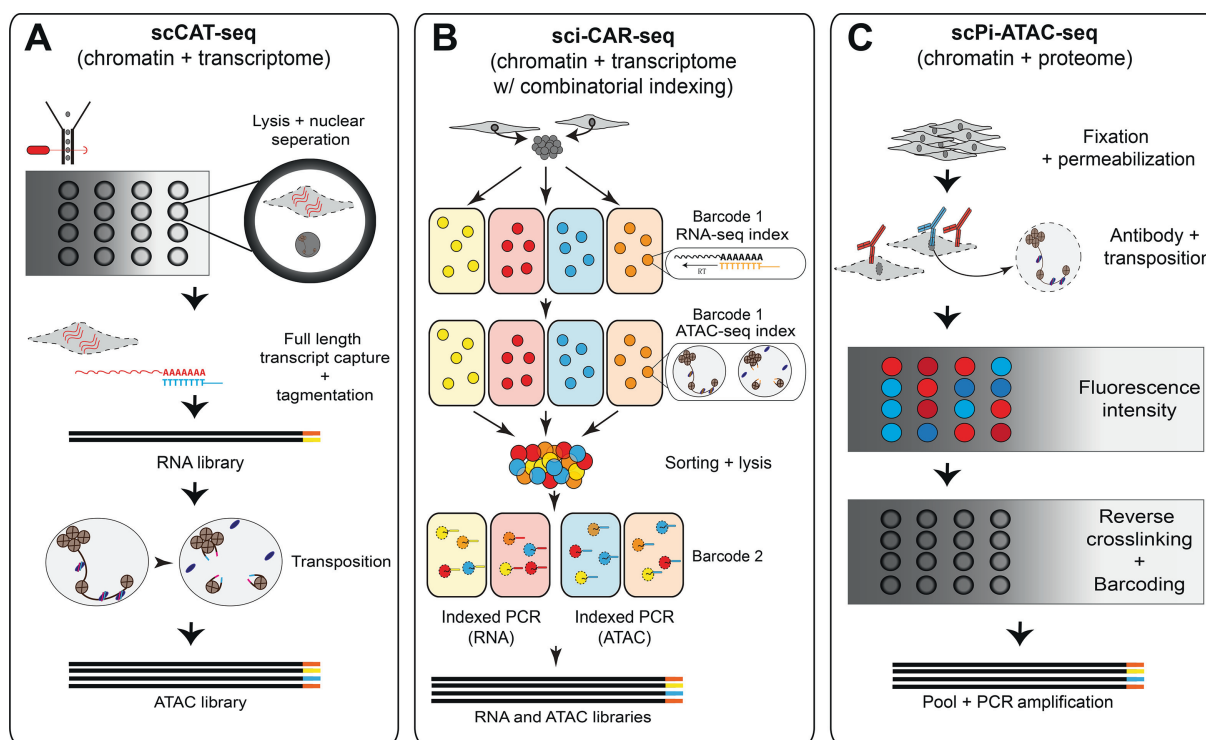 A
scCAT-seq
(chromatin + transcriptome)
Lysis + nuclear
seperation
Full length
transcript capture
+
tagmentation
AAAAAAA
TTTTTTT
RNA library
Transposition
ATAC library
B
sci-CAR-seq
(chromatin + transcriptome
w/ combinatorial indexing)
Barcode 1
RNA-seq index
AAAAAAA
TTTTTTT
RT
Barcode 1
ATAC-seq index
Sorting + lysis
Barcode 2
Indexed PCR
(RNA)
Indexed PCR
(ATAC)
RNA and ATAC libraries
C
scPi-ATAC-seq
(chromatin + proteome)
Fixation
+ permeabilization
Antibody +
transposition
Fluorescence
intensity
Reverse
crosslinking
+
Barcoding
Pool + PCR amplification